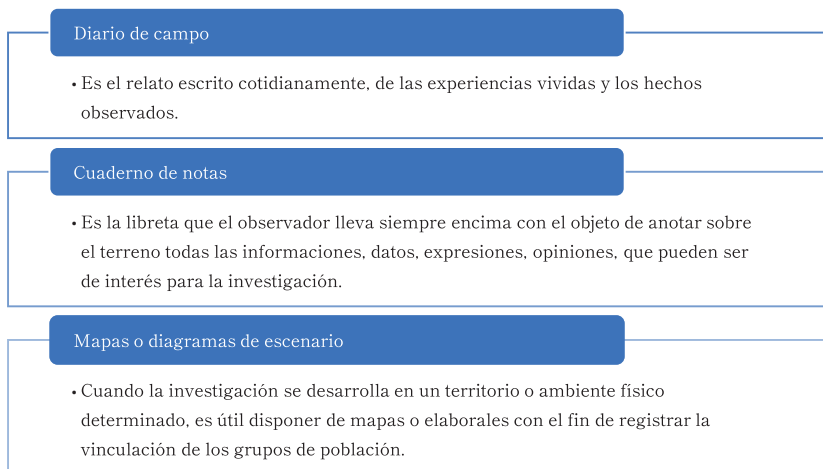 Diario de campo
• Es el relato escrito cotidianamente, de las experiencias vividas y los hechos
observados.
Cuaderno de notas
• Es la libreta que el observador lleva siempre encima con el objeto de anotar sobre
el terreno todas las informaciones, datos, expresiones, opiniones, que pueden ser
de interés para la investigación.
Mapas o diagramas de escenario
• Cuando la investigación se desarrolla en un territorio o ambiente físico
determinado, es útil disponer de mapas o elaborales con el fin de registrar la
vinculación de los grupos de población.